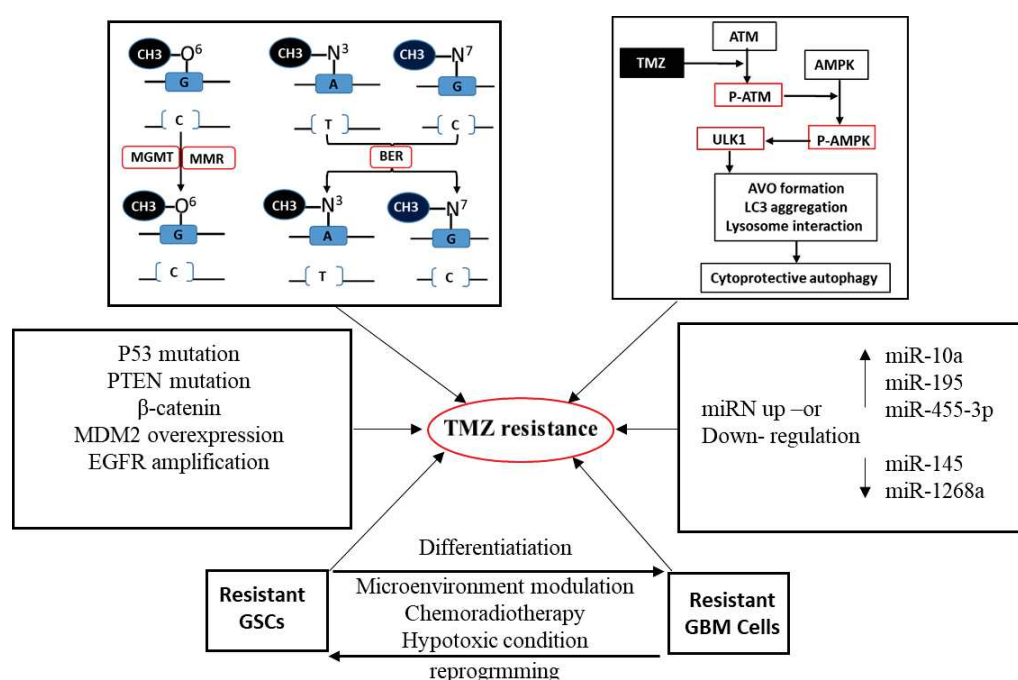 CH3 O6
G
C
MGMT MMR
CH3 O6
G
C
CH3 N3
A
T
CH3 N7
G
C
BER
CH3 N3
A
T
CH3 N7
G
C
ATM
TMZ
AMPK
P-ATM
ULK1
P-AMPK
AVO formation
LC3 aggregation
Lysosome interaction
Cytoprotective autophagy
P53 mutation
PTEN mutation
β-catenin
MDM2 overexpression
EGFR amplification
TMZ resistance
miRN up –or
Down- regulation
miR-10a
miR-195
miR-455-3p
miR-145
miR-1268a
Resistant
GSCs
Differentiatiation
Microenvironment modulation
Chemoradiotherapy
Hypotoxic condition
reprogrmming
Resistant
GBM Cells